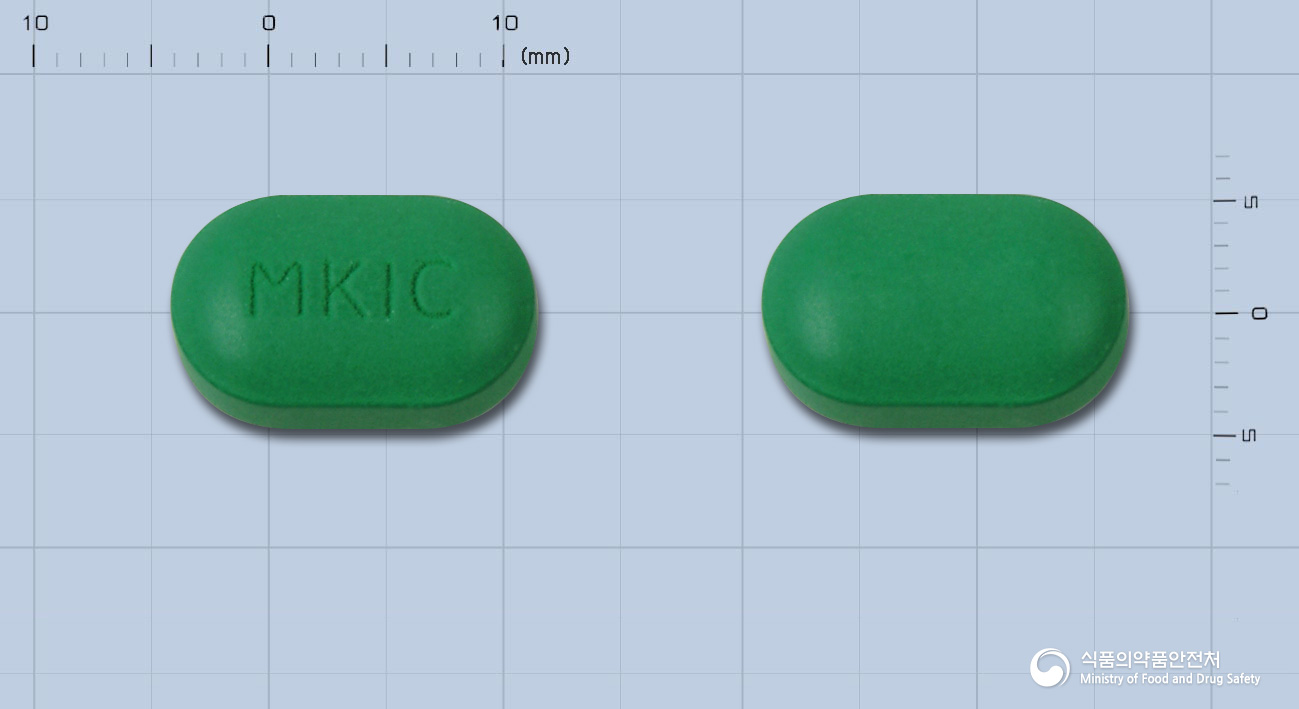 10 0 10
(mm)
MKIC
5
0
5
식품의약품안전처
Ministry of Food and Drug Safety